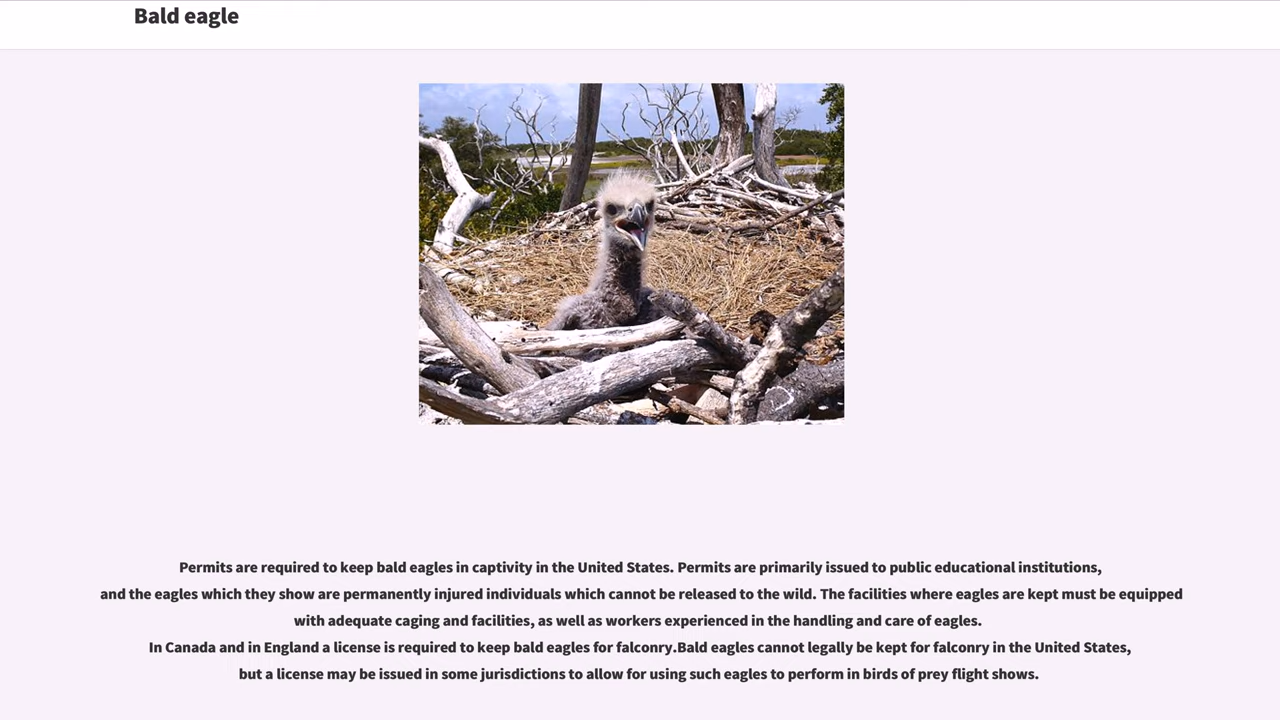 Bald eagle
Permits are required to keep bald eagles in captivity in the United States. Permits are primarily issued to public educational institutions,
and the eagles which they show are permanently injured individuals which cannot be released to the wild. The facilities where eagles are kept must be equipped
with adequate caging and facilities, as well as workers experienced in the handling and care of eagles.
In Canada and in England a license is required to keep bald eagles for falconry.Bald eagles cannot legally be kept for falconry in the United States,
but a license may be issued in some jurisdictions to allow for using such eagles to perform in birds of prey flight shows.